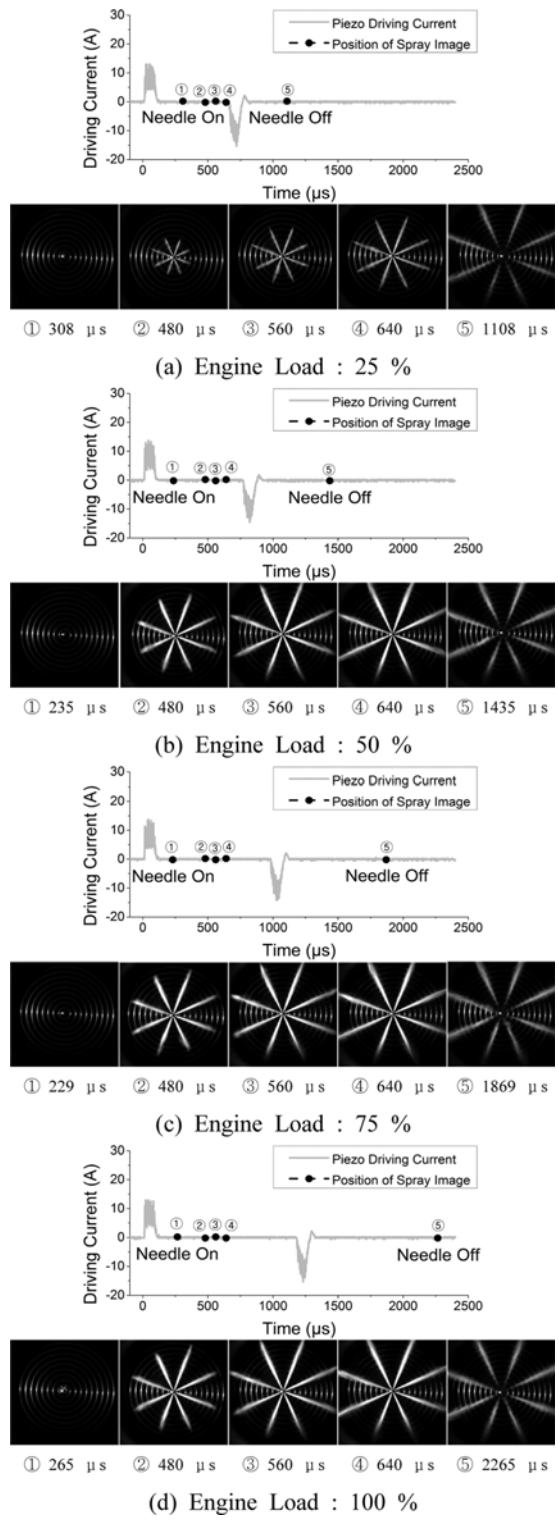 30
20
10
0
-10
-20
Driving Current (A)
Piezo Driving Current
Position of Spray Image
① ② ③ ④ ⑤
Needle On Needle Off
0 500 1000 1500 2000 2500
Time (μs)
① 308 μs ② 480 μs ③ 560 μs ④ 640 μs ⑤ 1108 μs
(a) Engine Load : 25 %
30
20
10
0
-10
-20
Driving Current (A)
Piezo Driving Current
Position of Spray Image
① ② ③ ④ ⑤
Needle On Needle Off
0 500 1000 1500 2000 2500
Time (μs)
① 235 μs ② 480 μs ③ 560 μs ④ 640 μs ⑤ 1435 μs
(b) Engine Load : 50 %
30
20
10
0
-10
-20
Driving Current (A)
Piezo Driving Current
Position of Spray Image
① ② ③ ④ ⑤
Needle On Needle Off
0 500 1000 1500 2000 2500
Time (μs)
① 229 μs ② 480 μs ③ 560 μs ④ 640 μs ⑤ 1869 μs
(c) Engine Load : 75 %
30
20
10
0
-10
-20
Driving Current (A)
Piezo Driving Current
Position of Spray Image
① ② ③ ④ ⑤
Needle On Needle Off
0 500 1000 1500 2000 2500
Time (μs)
① 265 μs ② 480 μs ③ 560 μs ④ 640 μs ⑤ 2265 μs
(d) Engine Load : 100 %